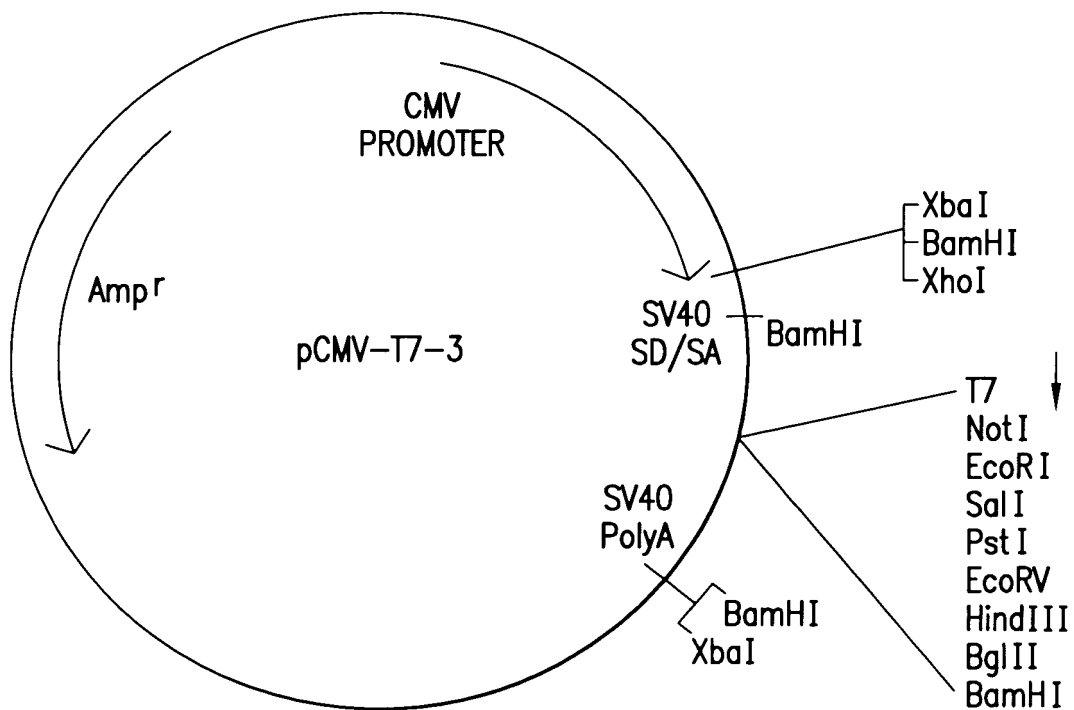 CMV
PROMOTER
XbaI
BamHI
XhoI
Amp r
SV40
SD/SA
BamHI
pCMV-T7-3
T7
NotI
EcoRI
SalI
PstI
EcoRV
HindIII
BglII
BamHI
SV40
PolyA
BamHI
XbaI